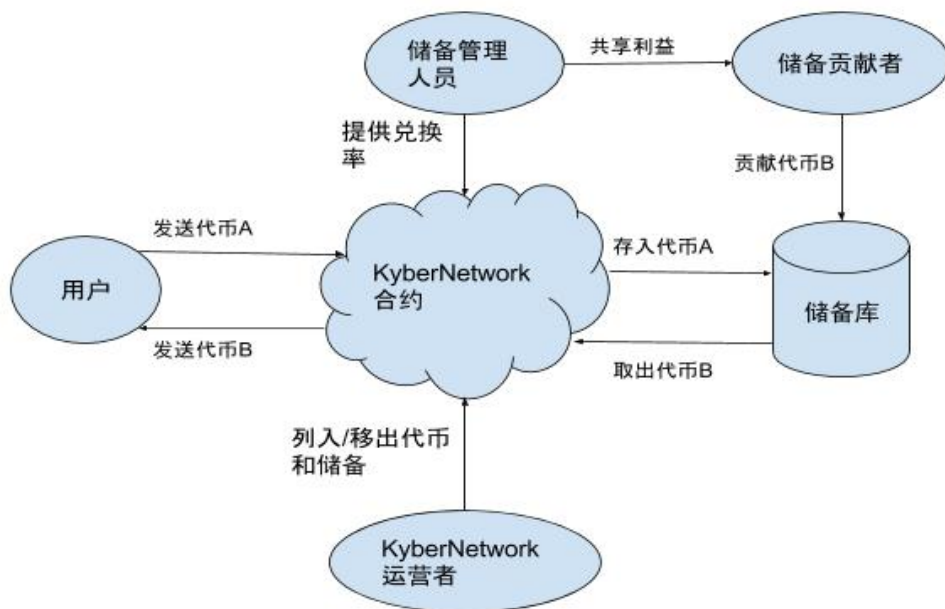 储备管理
人员
共享利益
储备贡献者
提供兑换
率
贡献代币B
发送代币A
用户
KyberNetwork
合约
存入代币A
储备库
发送代币B
取出代币B
列入/移出代币
和储备
KyberNetwork
运营者